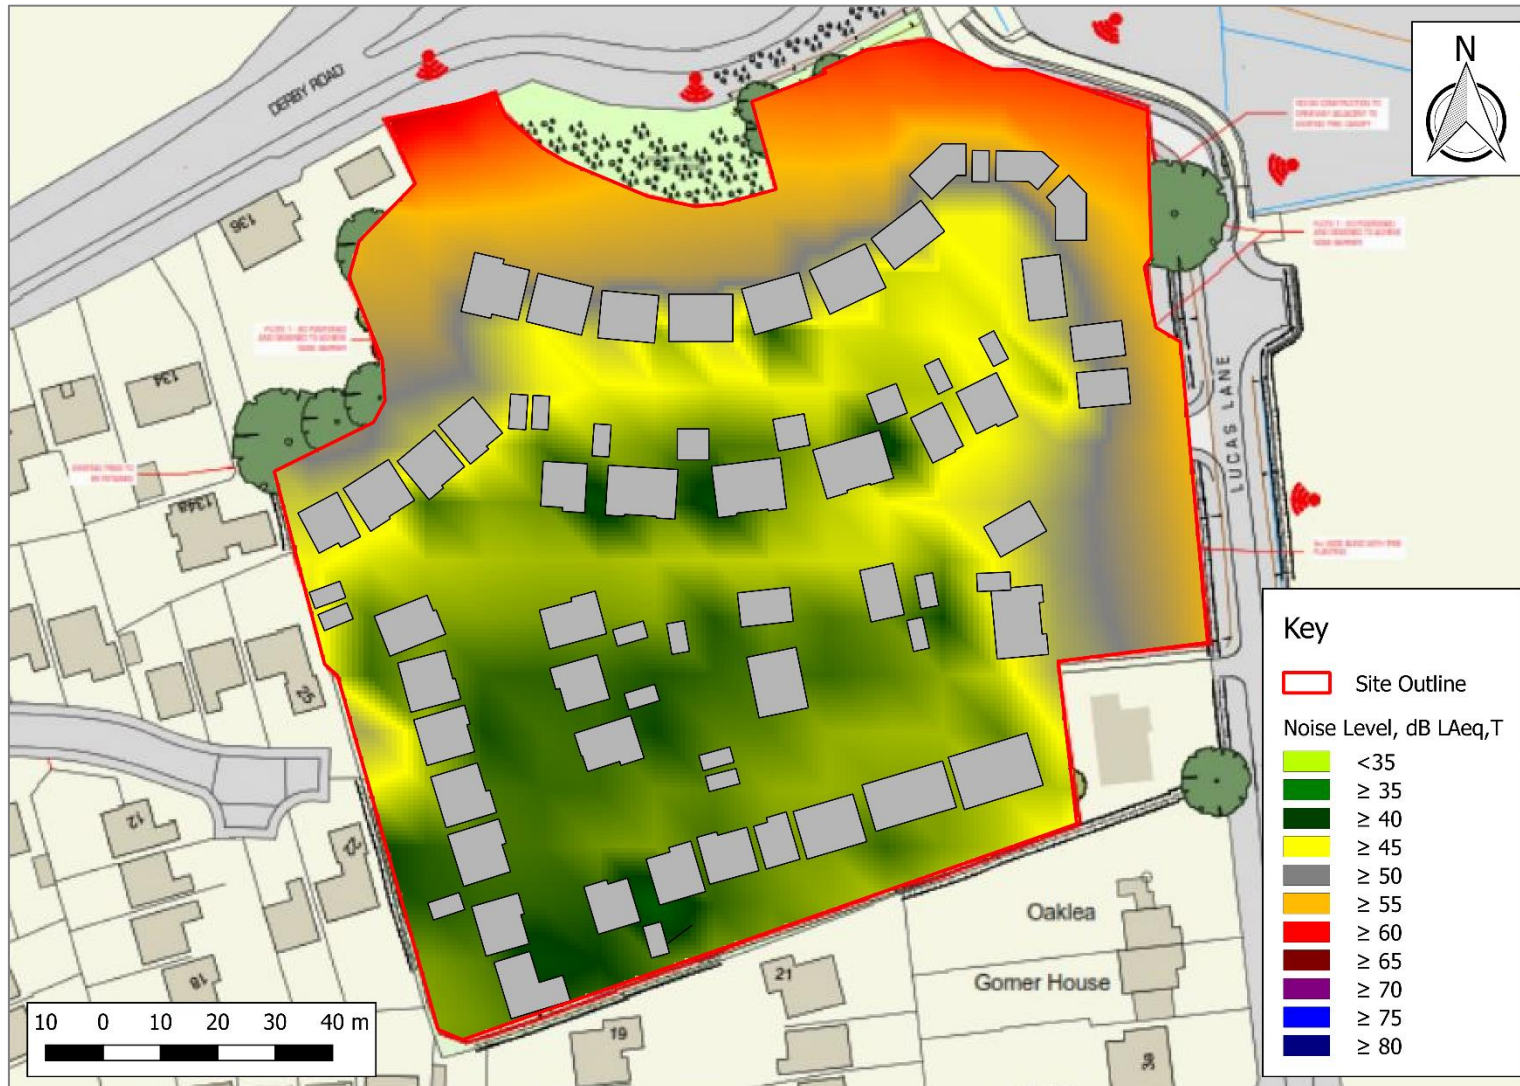 N
DERBY ROAD
136
134
134a
25
12
22
18
21
19
38
LUCAS LANE
Oaklea
Gomer House
10 0 10 20 30 40 m
Key
Site Outline
Noise Level, dB LAeq,T
<35
≥ 35
≥ 40
≥ 45
≥ 50
≥ 55
≥ 60
≥ 65
≥ 70
≥ 75
≥ 80